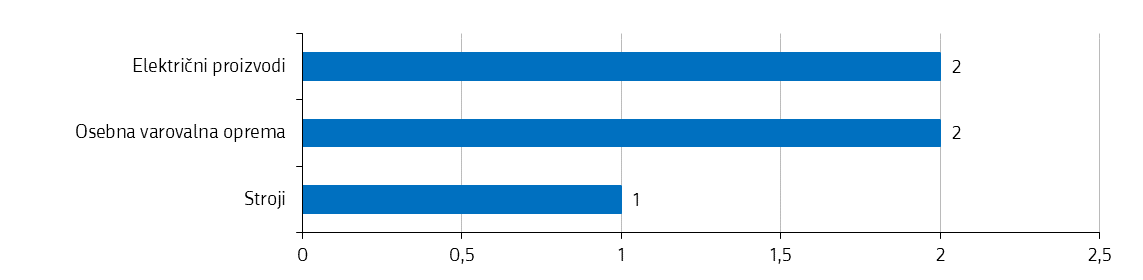 Električni proizvodi 2
Osebna varovalna oprema 2
Stroji 1
0 0,5 1 1,5 2 2,5